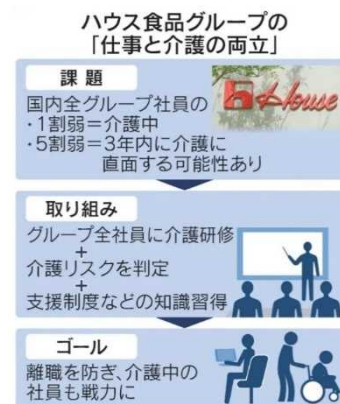 ハウス食品グループの
「仕事と介護の両立」
課題
国内全グループ社員の
・1割弱＝介護中
・5割弱＝3年内に介護に
直面する可能性あり
House
取り組み
グループ全社員に介護研修
+
介護リスクを判定
+
支援制度などの知識習得
ゴール
離職を防ぎ、介護中の
社員も戦力に